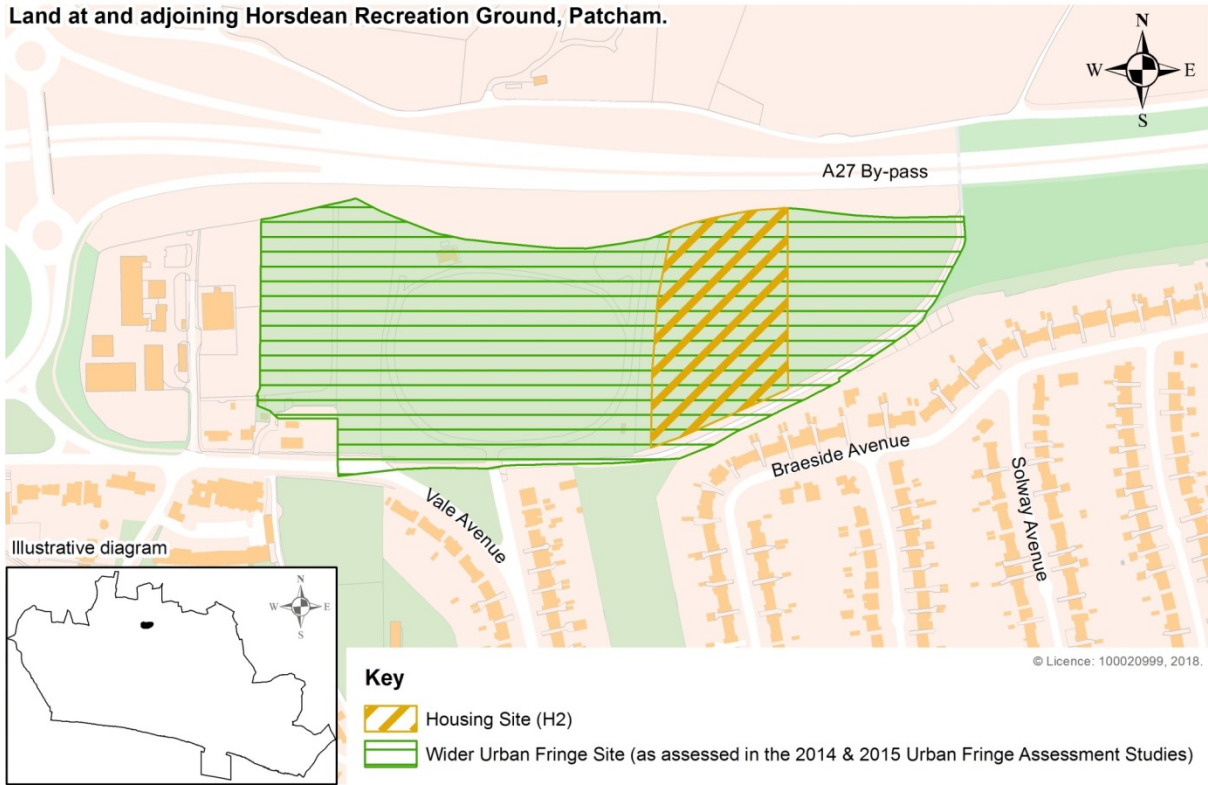 Land at and adjoining Horsdean Recreation Ground, Patcham.
N
W E
S
A27 By-pass
Braeside Avenue
Vale Avenue
Solway Avenue
Illustrative diagram
N
W E
S
© Licence: 100020999, 2018.
Key
Housing Site (H2)
Wider Urban Fringe Site (as assessed in the 2014 & 2015 Urban Fringe Assessment Studies)